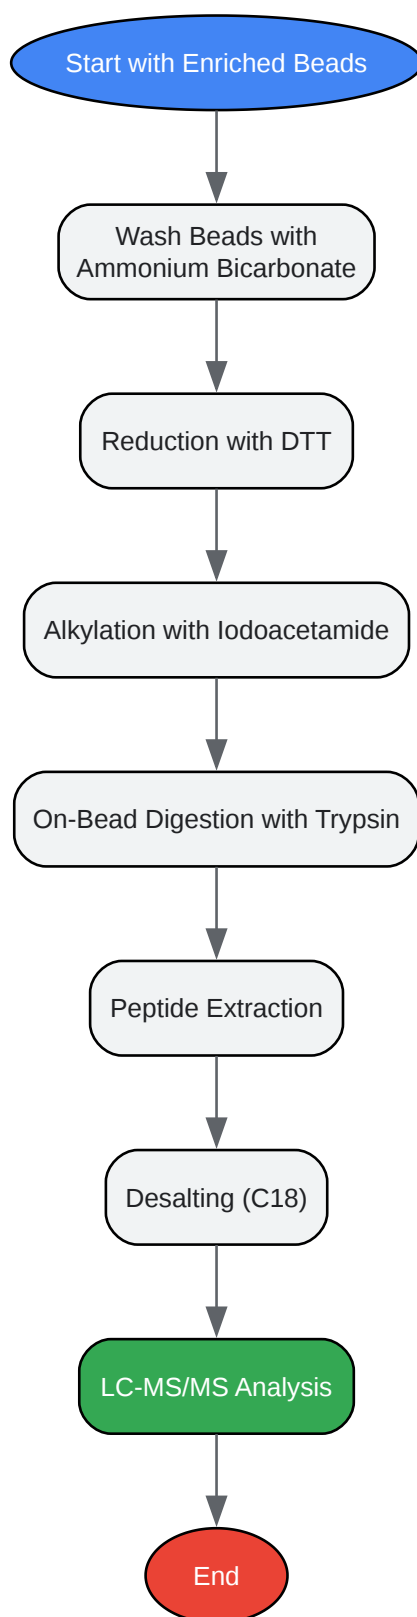 Start with Enriched Beads
Wash Beads with
Ammonium Bicarbonate
Reduction with DTT
Alkylation with Iodoacetamide
On-Bead Digestion with Trypsin
Peptide Extraction
Desalting (C18)
LC-MS/MS Analysis
End